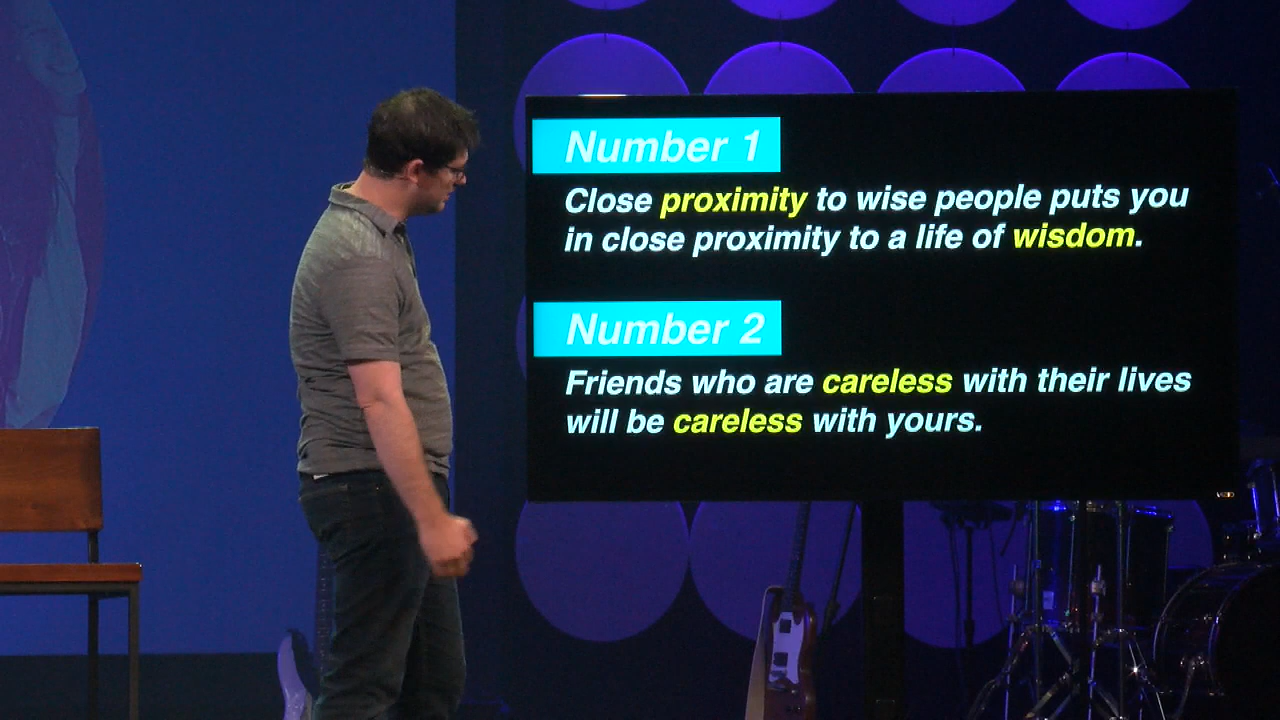 Number 1
Close proximity to wise people puts you
in close proximity to a life of wisdom.
Number 2
Friends who are careless with their lives
will be careless with yours.